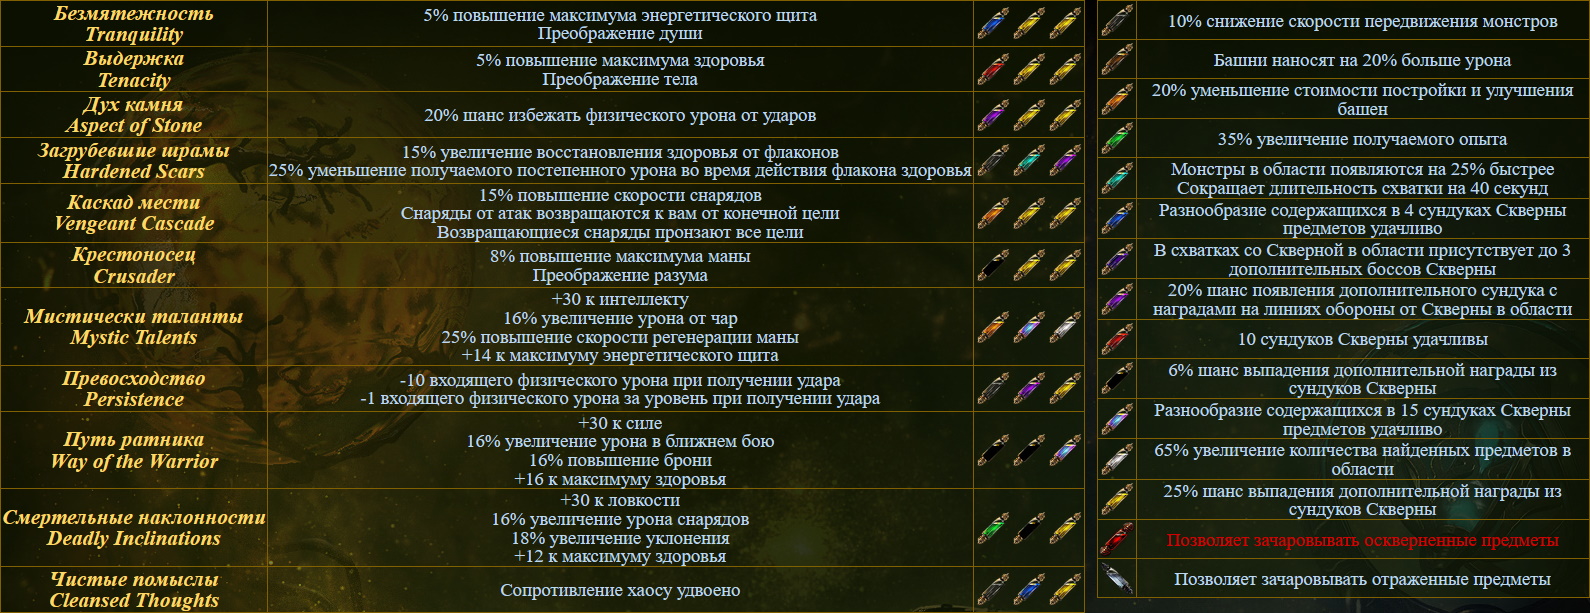 Безмятежность
Tranquility
5% повышение максимума энергетического щита
Преображение души
Выдержка
Tenacity
5% повышение максимума здоровья
Преображение тела
Дух камня
Aspect of Stone
20% шанс избежать физического урона от ударов
Загрубевшие шрамы
Hardened Scars
15% увеличение восстановления здоровья от флаконов
25% уменьшение получаемого постепенного урона во время действия флакона здоровья
Каскад мести
Vengeant Cascade
15% повышение скорости снарядов
Снаряды от атак возвращаются к вам от конечной цели
Возвращающиеся снаряды пронзают все цели
Крестоносец
Crusader
8% повышение максимума маны
Преображение разума
Мистически таланты
Mystic Talents
+30 к интеллекту
16% увеличение урона от чар
25% повышение скорости регенерации маны
+14 к максимуму энергетического щита
Превосходство
Persistence
-10 входящего физического урона при получении удара
-1 входящего физического урона за уровень при получении удара
Путь ратника
Way of the Warrior
+30 к силе
16% увеличение урона в ближнем бою
16% повышение брони
+16 к максимуму здоровья
Смертельные наклонности
Deadly Inclinations
+30 к ловкости
16% увеличение урона снарядов
18% увеличение уклонения
+12 к максимуму здоровья
Чистые помыслы
Cleansed Thoughts
Сопротивление хаосу удвоено
10% снижение скорости передвижения монстров
Башни наносят на 20% больше урона
20% уменьшение стоимости постройки и улучшения
башен
35% увеличение получаемого опыта
Монстры в области появляются на 25% быстрее
Сокращает длительность схватки на 40 секунд
Разнообразие содержащихся в 4 сундуках Скверны
предметов удачливо
В схватках со Скверной в области присутствует до 3
дополнительных боссов Скверны
20% шанс появления дополнительного сундука с
наградами на линиях обороны от Скверны в области
10 сундуков Скверны удачливы
6% шанс выпадения дополнительной награды из
сундуков Скверны
Разнообразие содержащихся в 15 сундуках Скверны
предметов удачливо
65% увеличение количества найденных предметов в
области
25% шанс выпадения дополнительной награды из
сундуков Скверны
Позволяет зачаровывать оскверненные предметы
Позволяет зачаровывать отраженные предметы